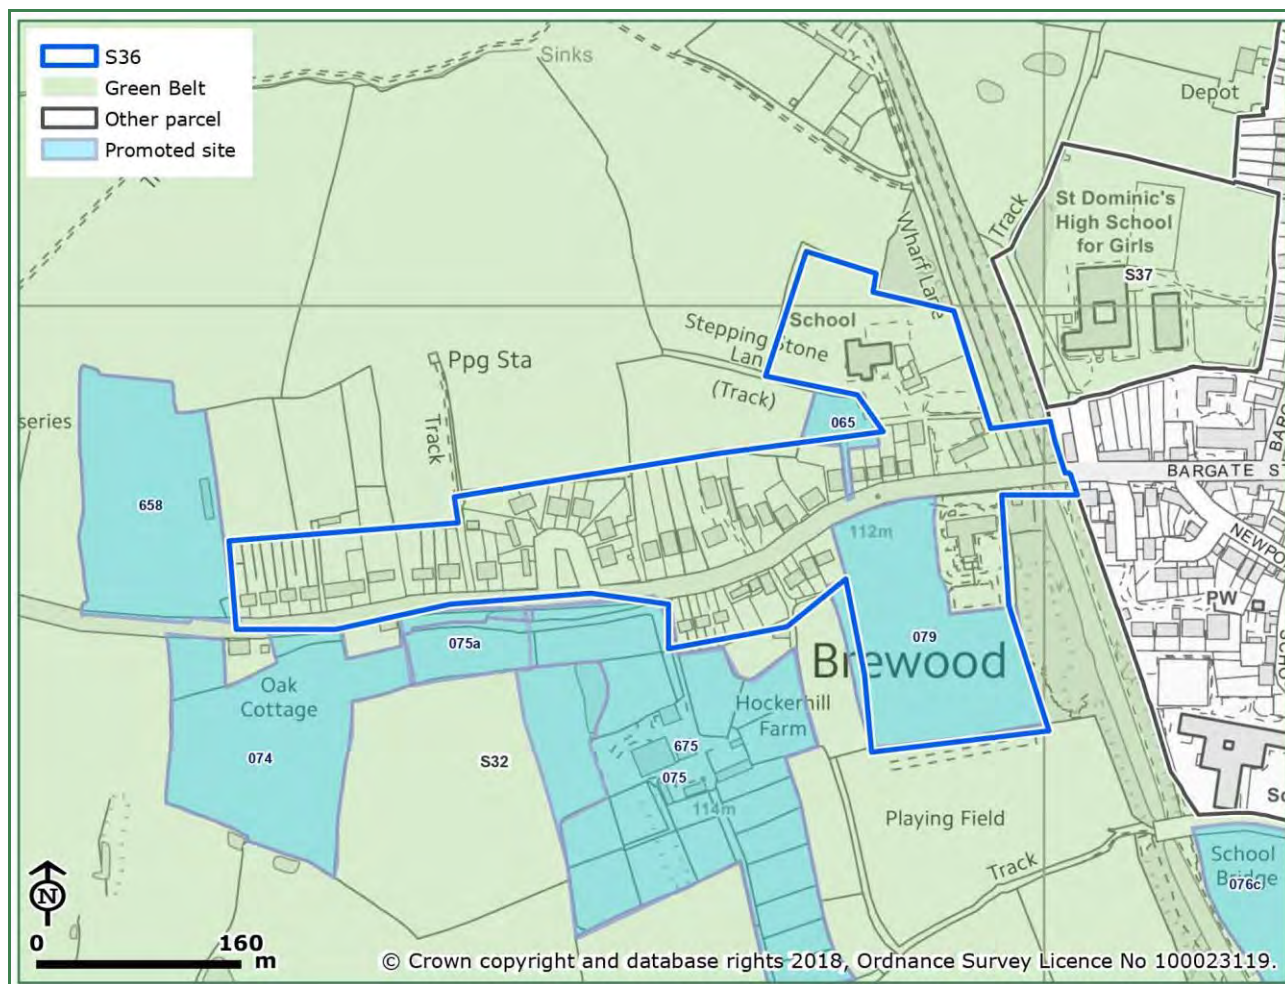 S36
Green Belt
Other parcel
Promoted site
Sinks
Depot
Track
St Dominic's
High School
for Girls
S37
Wharf Lane
School
Stepping Stone
Lan
(Track)
Ppg Sta
Track
series
658
065
BARGATE ST
112m
PW
079
Brewood
075a
Oak
Cottage
074
S32
Hockerhill
Farm
675
075
114m
Playing Field
Track
School
Bridge
076c
N
0 160
m
© Crown copyright and database rights 2018, Ordnance Survey Licence No 100023119.